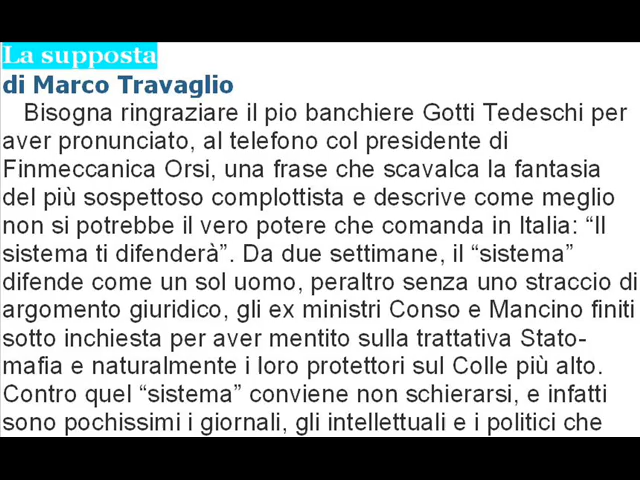 La supposta
di Marco Travaglio
Bisogna ringraziare il pio banchiere Gotti Tedeschi per
aver pronunciato, al telefono col presidente di
Finmeccanica Orsi, una frase che scavalca la fantasia
del più sospettoso complottista e descrive come meglio
non si potrebbe il vero potere che comanda in Italia: “Il
sistema ti difenderà”. Da due settimane, il “sistema”
difende come un sol uomo, peraltro senza uno straccio di
argomento giuridico, gli ex ministri Conso e Mancino finiti
sotto inchiesta per aver mentito sulla trattativa Stato-
mafia e naturalmente i loro protettori sul Colle più alto.
Contro quel “sistema” conviene non schierarsi, e infatti
sono pochissimi i giornali, gli intellettuali e i politici che